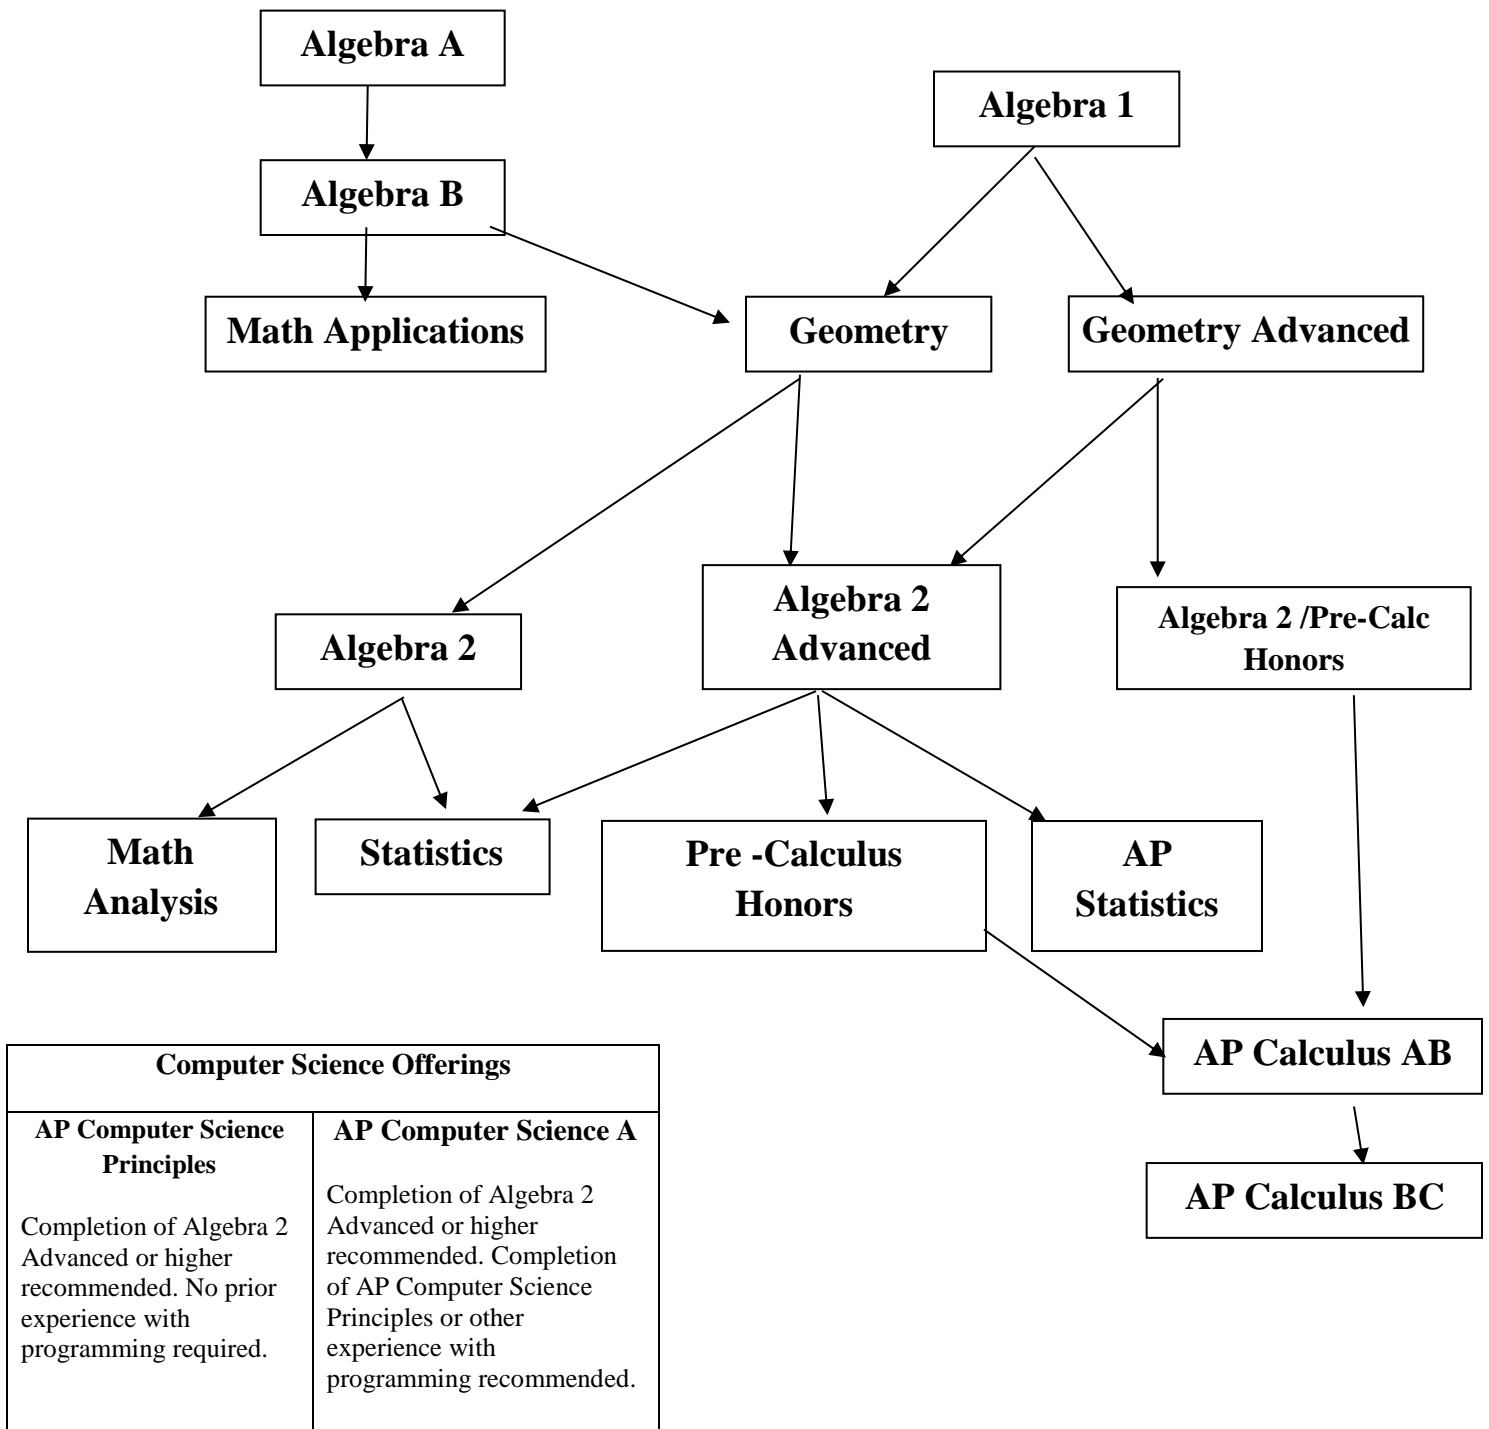 Algebra A
Algebra 1
Algebra B
Math Applications
Geometry
Geometry Advanced
Algebra 2
Algebra 2
Advanced
Algebra 2 /Pre-Calc
Honors
Math
Analysis
Statistics
Pre -Calculus
Honors
AP
Statistics
AP Calculus AB
AP Calculus BC
Computer Science Offerings
AP Computer Science
Principles
Completion of Algebra 2
Advanced or higher
recommended. No prior
experience with
programming required.
AP Computer Science A
Completion of Algebra 2
Advanced or higher
recommended. Completion
of AP Computer Science
Principles or other
experience with
programming recommended.